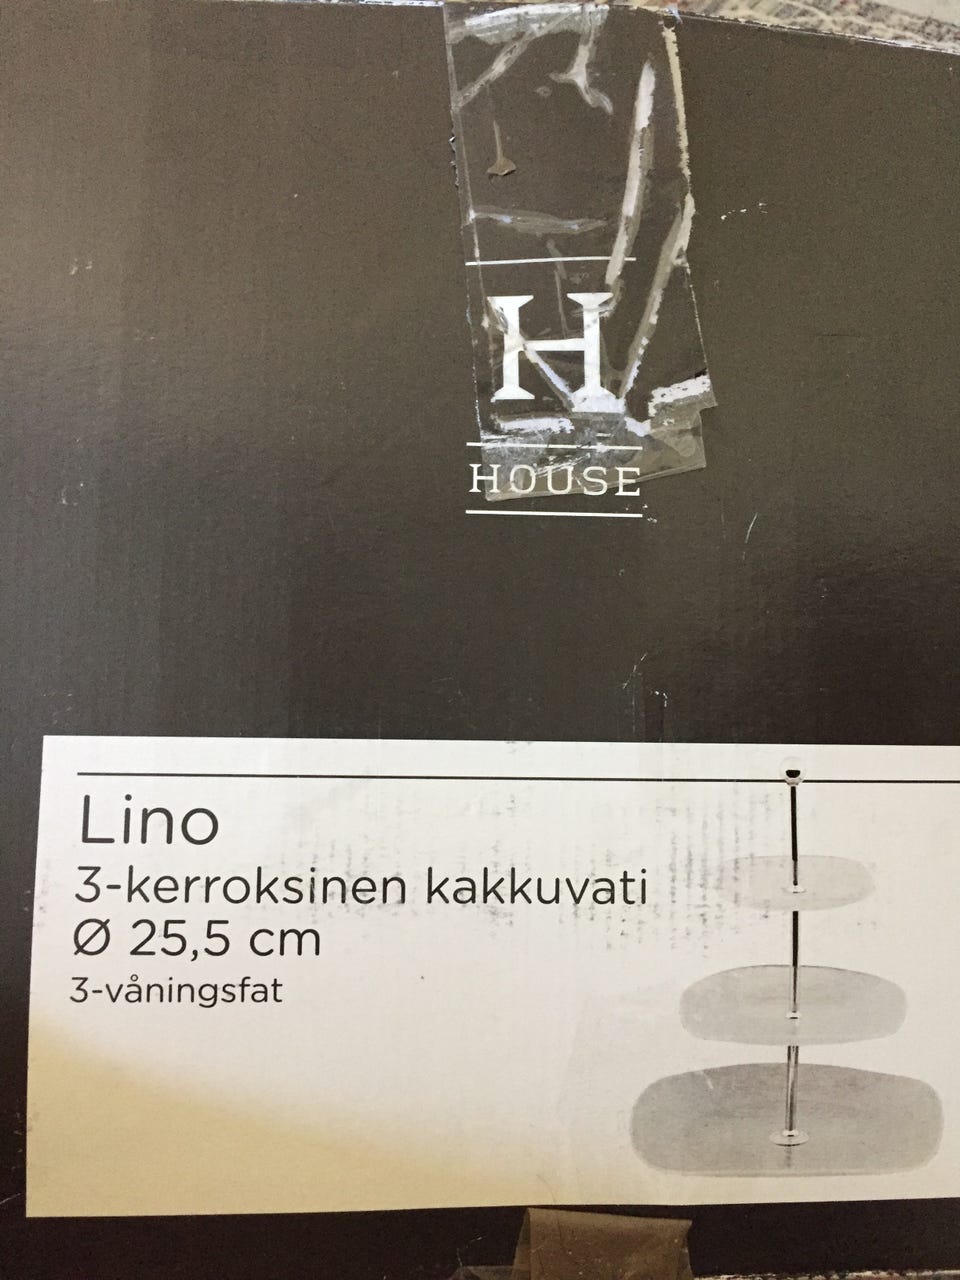 H
HOUSE
Lino
3-kerroksinen kakkuvati
Ø 25,5 cm
3-våningsfat